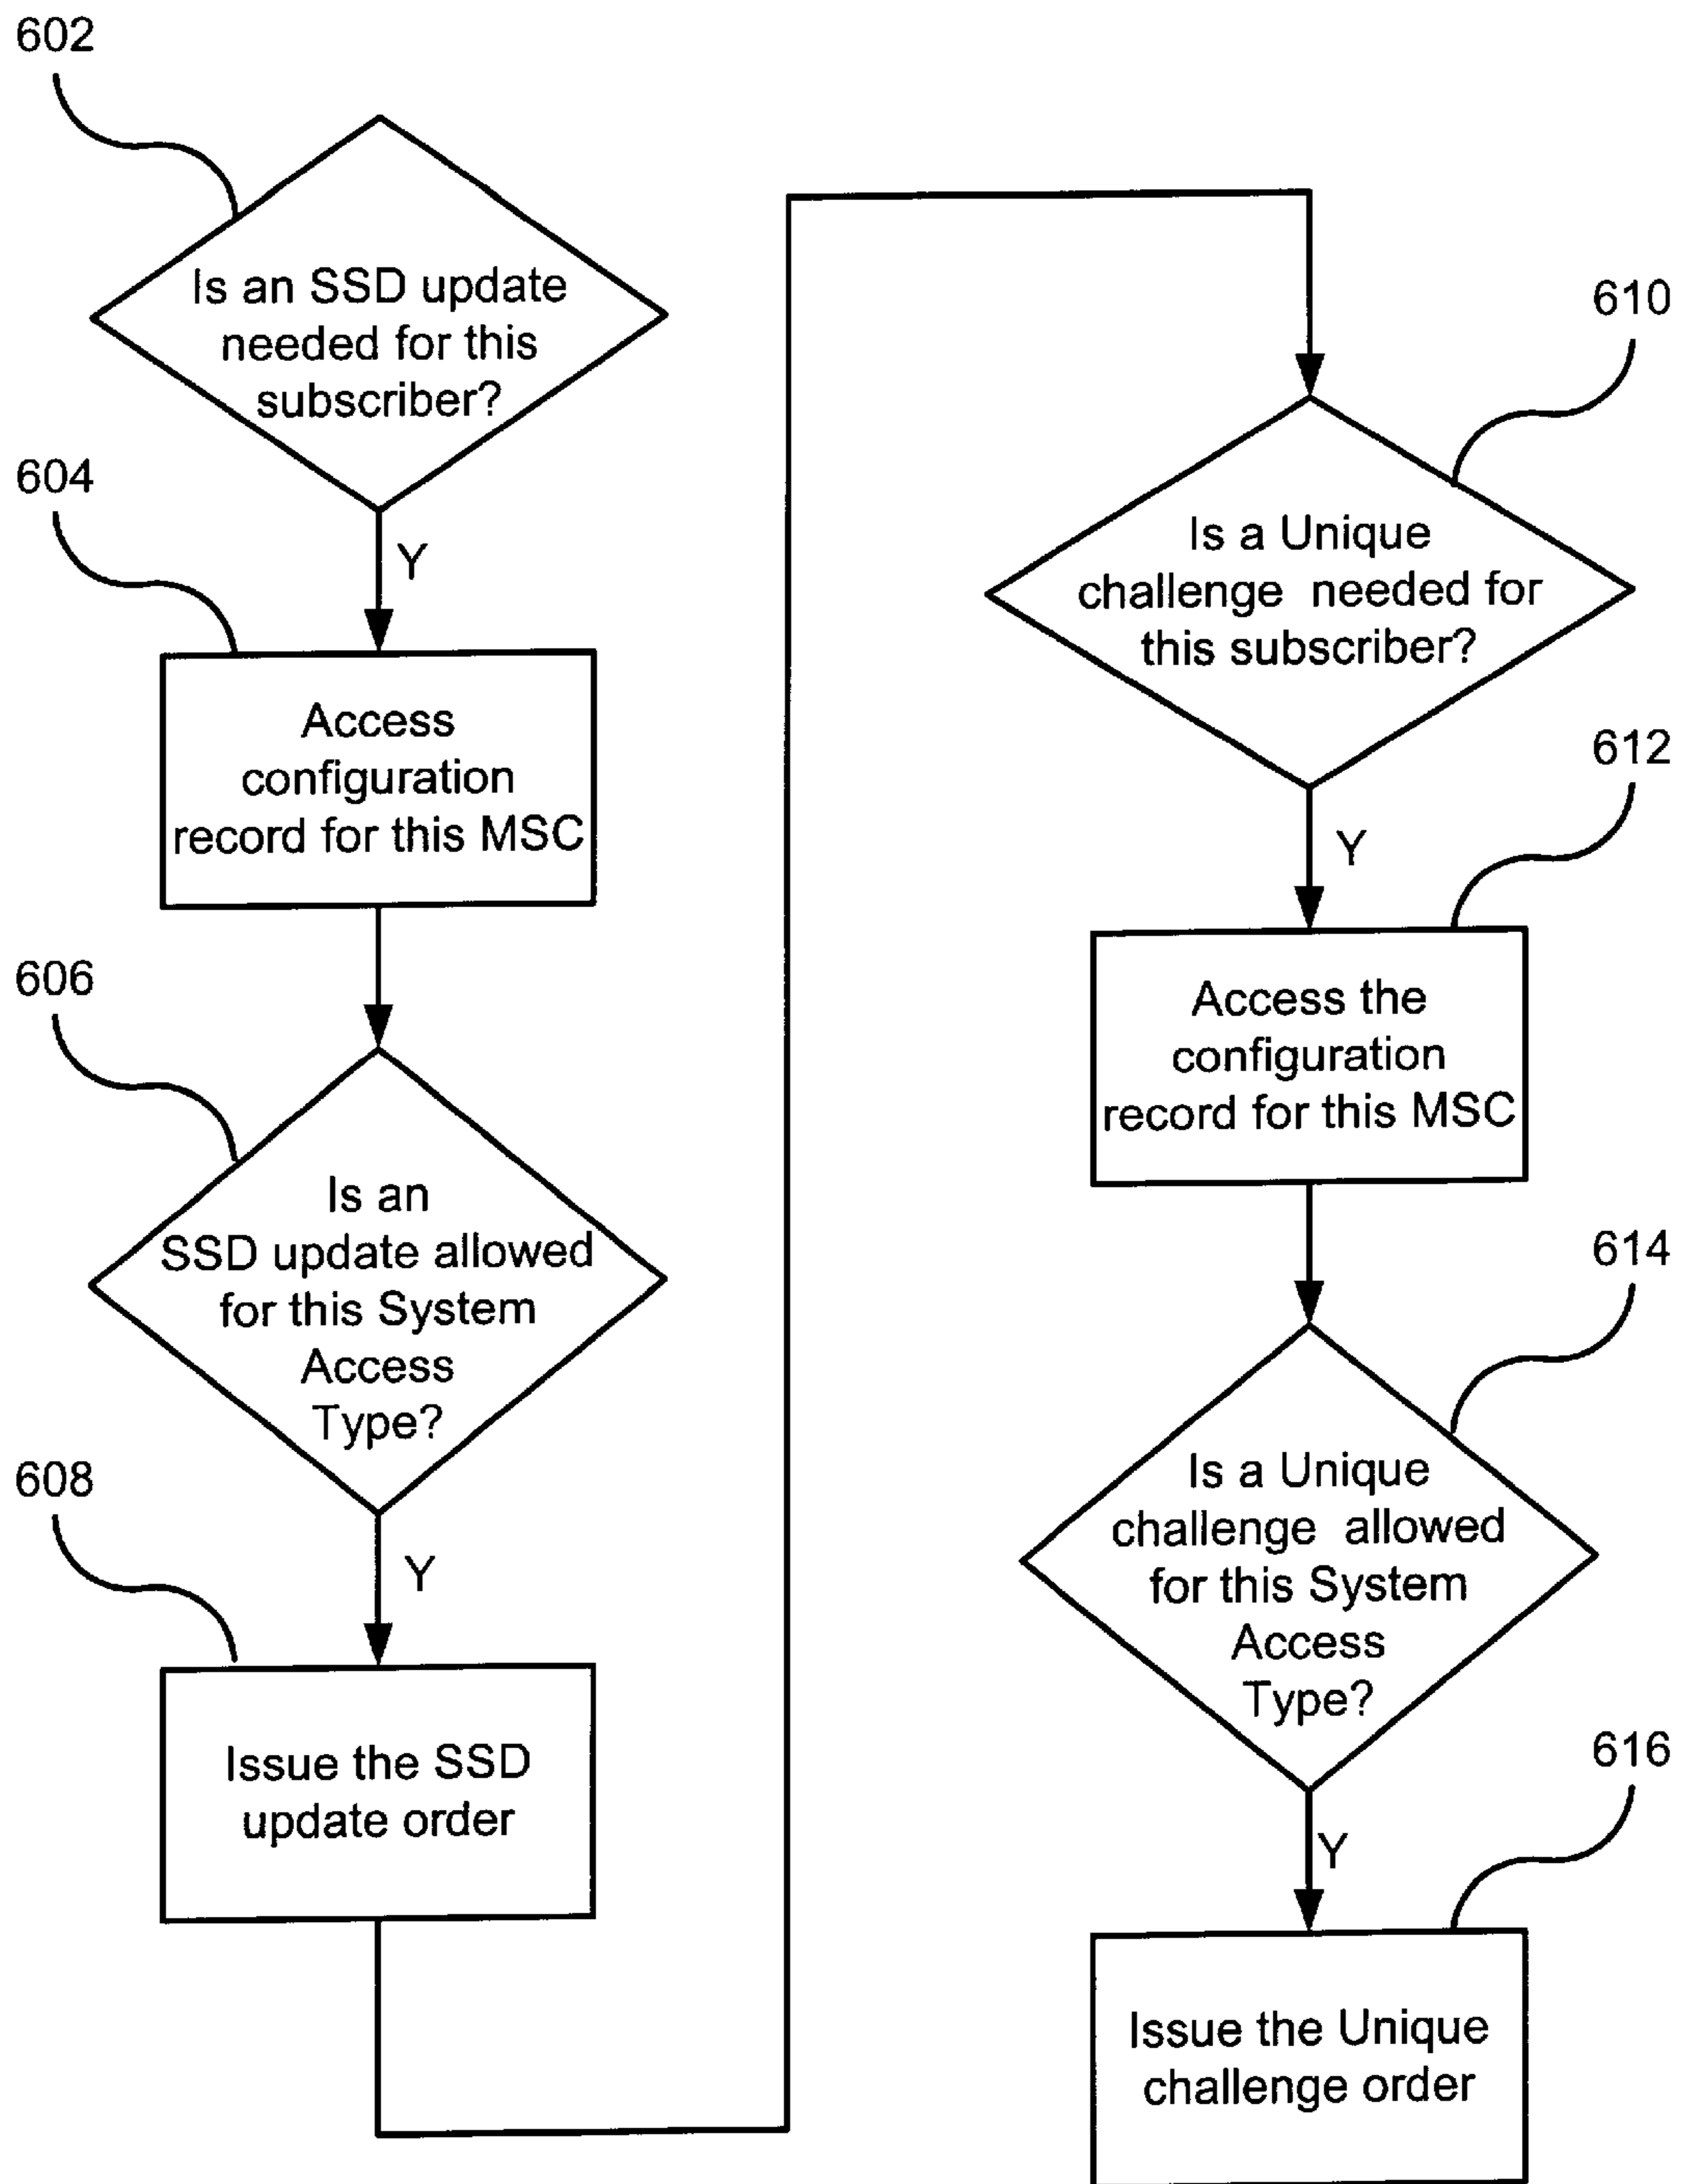 602
Is an SSD update
needed for this
subscriber?
604
Y
Access
configuration
record for this MSC
606
Is an
SSD update allowed
for this System
Access
Type?
608
Y
Issue the SSD
update order
610
Is a Unique
challenge needed for
this subscriber?
612
Y
Access the
configuration
record for this MSC
614
Is a Unique
challenge allowed
for this System
Access
Type?
616
Y
Issue the Unique
challenge order